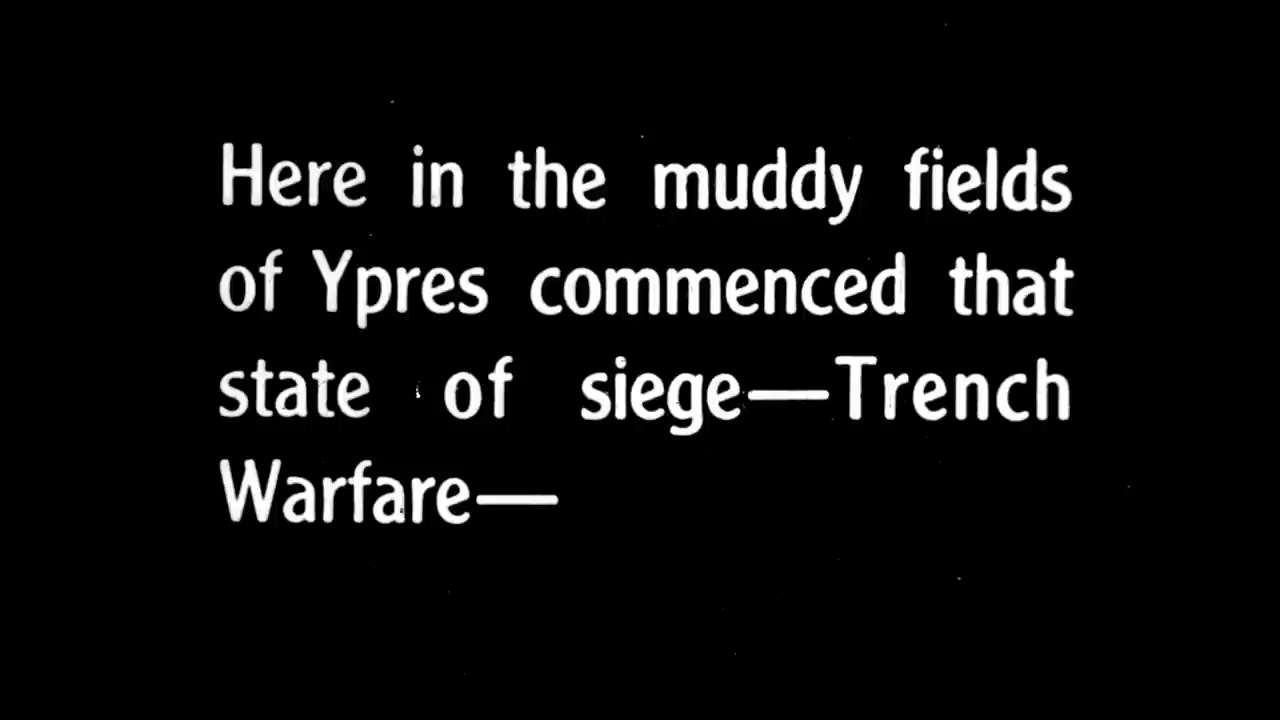 Here in the muddy fields
of Ypres commenced that
state of siege—Trench
Warfare—